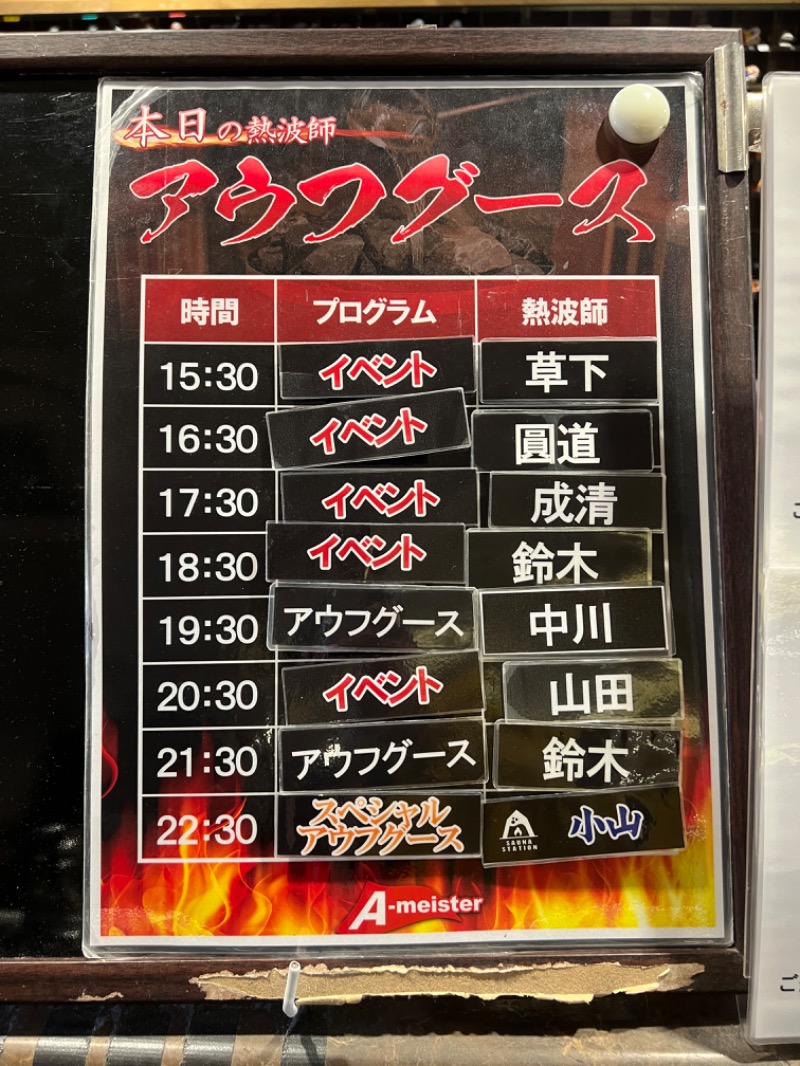 本日の熱波師
アウフグース
時間 プログラム 熱波師
15:30 イベント 草下
16:30 イベント 圓道
17:30 イベント 成清
18:30 イベント 鈴木
19:30 アウフグース 中川
20:30 イベント 山田
21:30 アウフグース 鈴木
22:30 スペシャル
アウフグース SAUNA
STATION 小山
A-meister